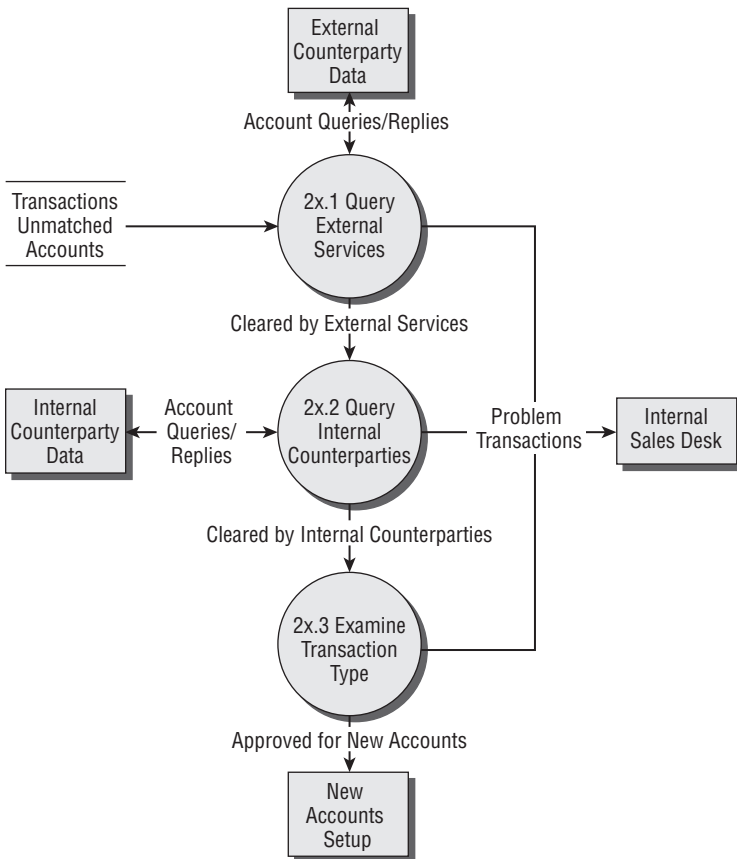 External
Counterparty
Data
Account Queries/Replies
Transactions
Unmatched
Accounts
2x.1 Query
External
Services
Cleared by External Services
Internal
Counterparty
Data
Account
Queries/
Replies
2x.2 Query
Internal
Counterparties
Problem
Transactions
Internal
Sales Desk
Cleared by Internal Counterparties
2x.3 Examine
Transaction
Type
Approved for New Accounts
New
Accounts
Setup